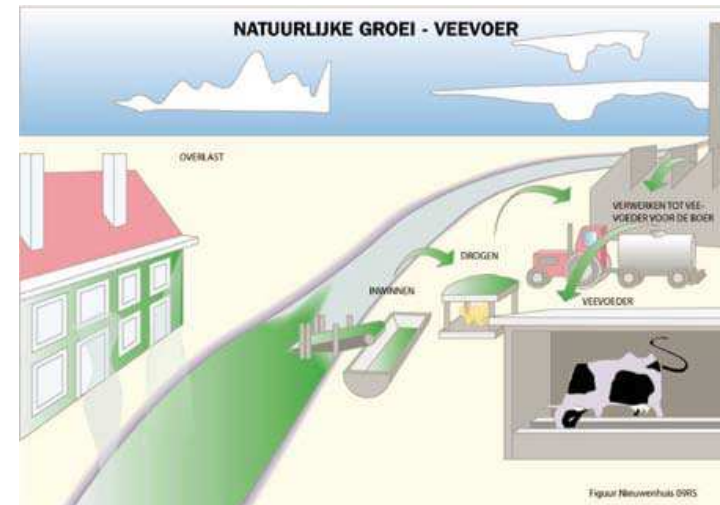 NATUURLIJKE GROEI - VEEVOER
OVERLAST
VERWERKEN TOT VEE-
VOEDER VOOR DE BOER
DROGEN
INWINNEN
VEEVOEDER
Figuur Nieuwenhuis 09RS